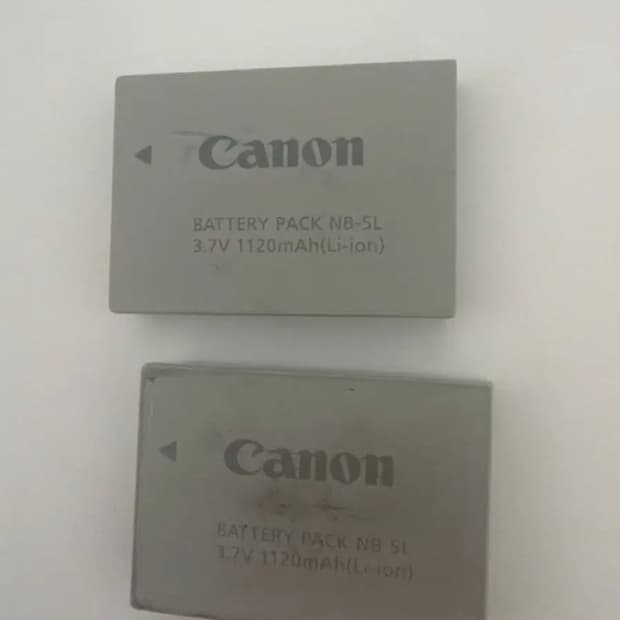 Canon
BATTERY PACK NB-5L
3.7V 1120mAh(Li-ion)
Canon
BATTERY PACK NB-5L
3.7V 1120mAh(Li-ion)